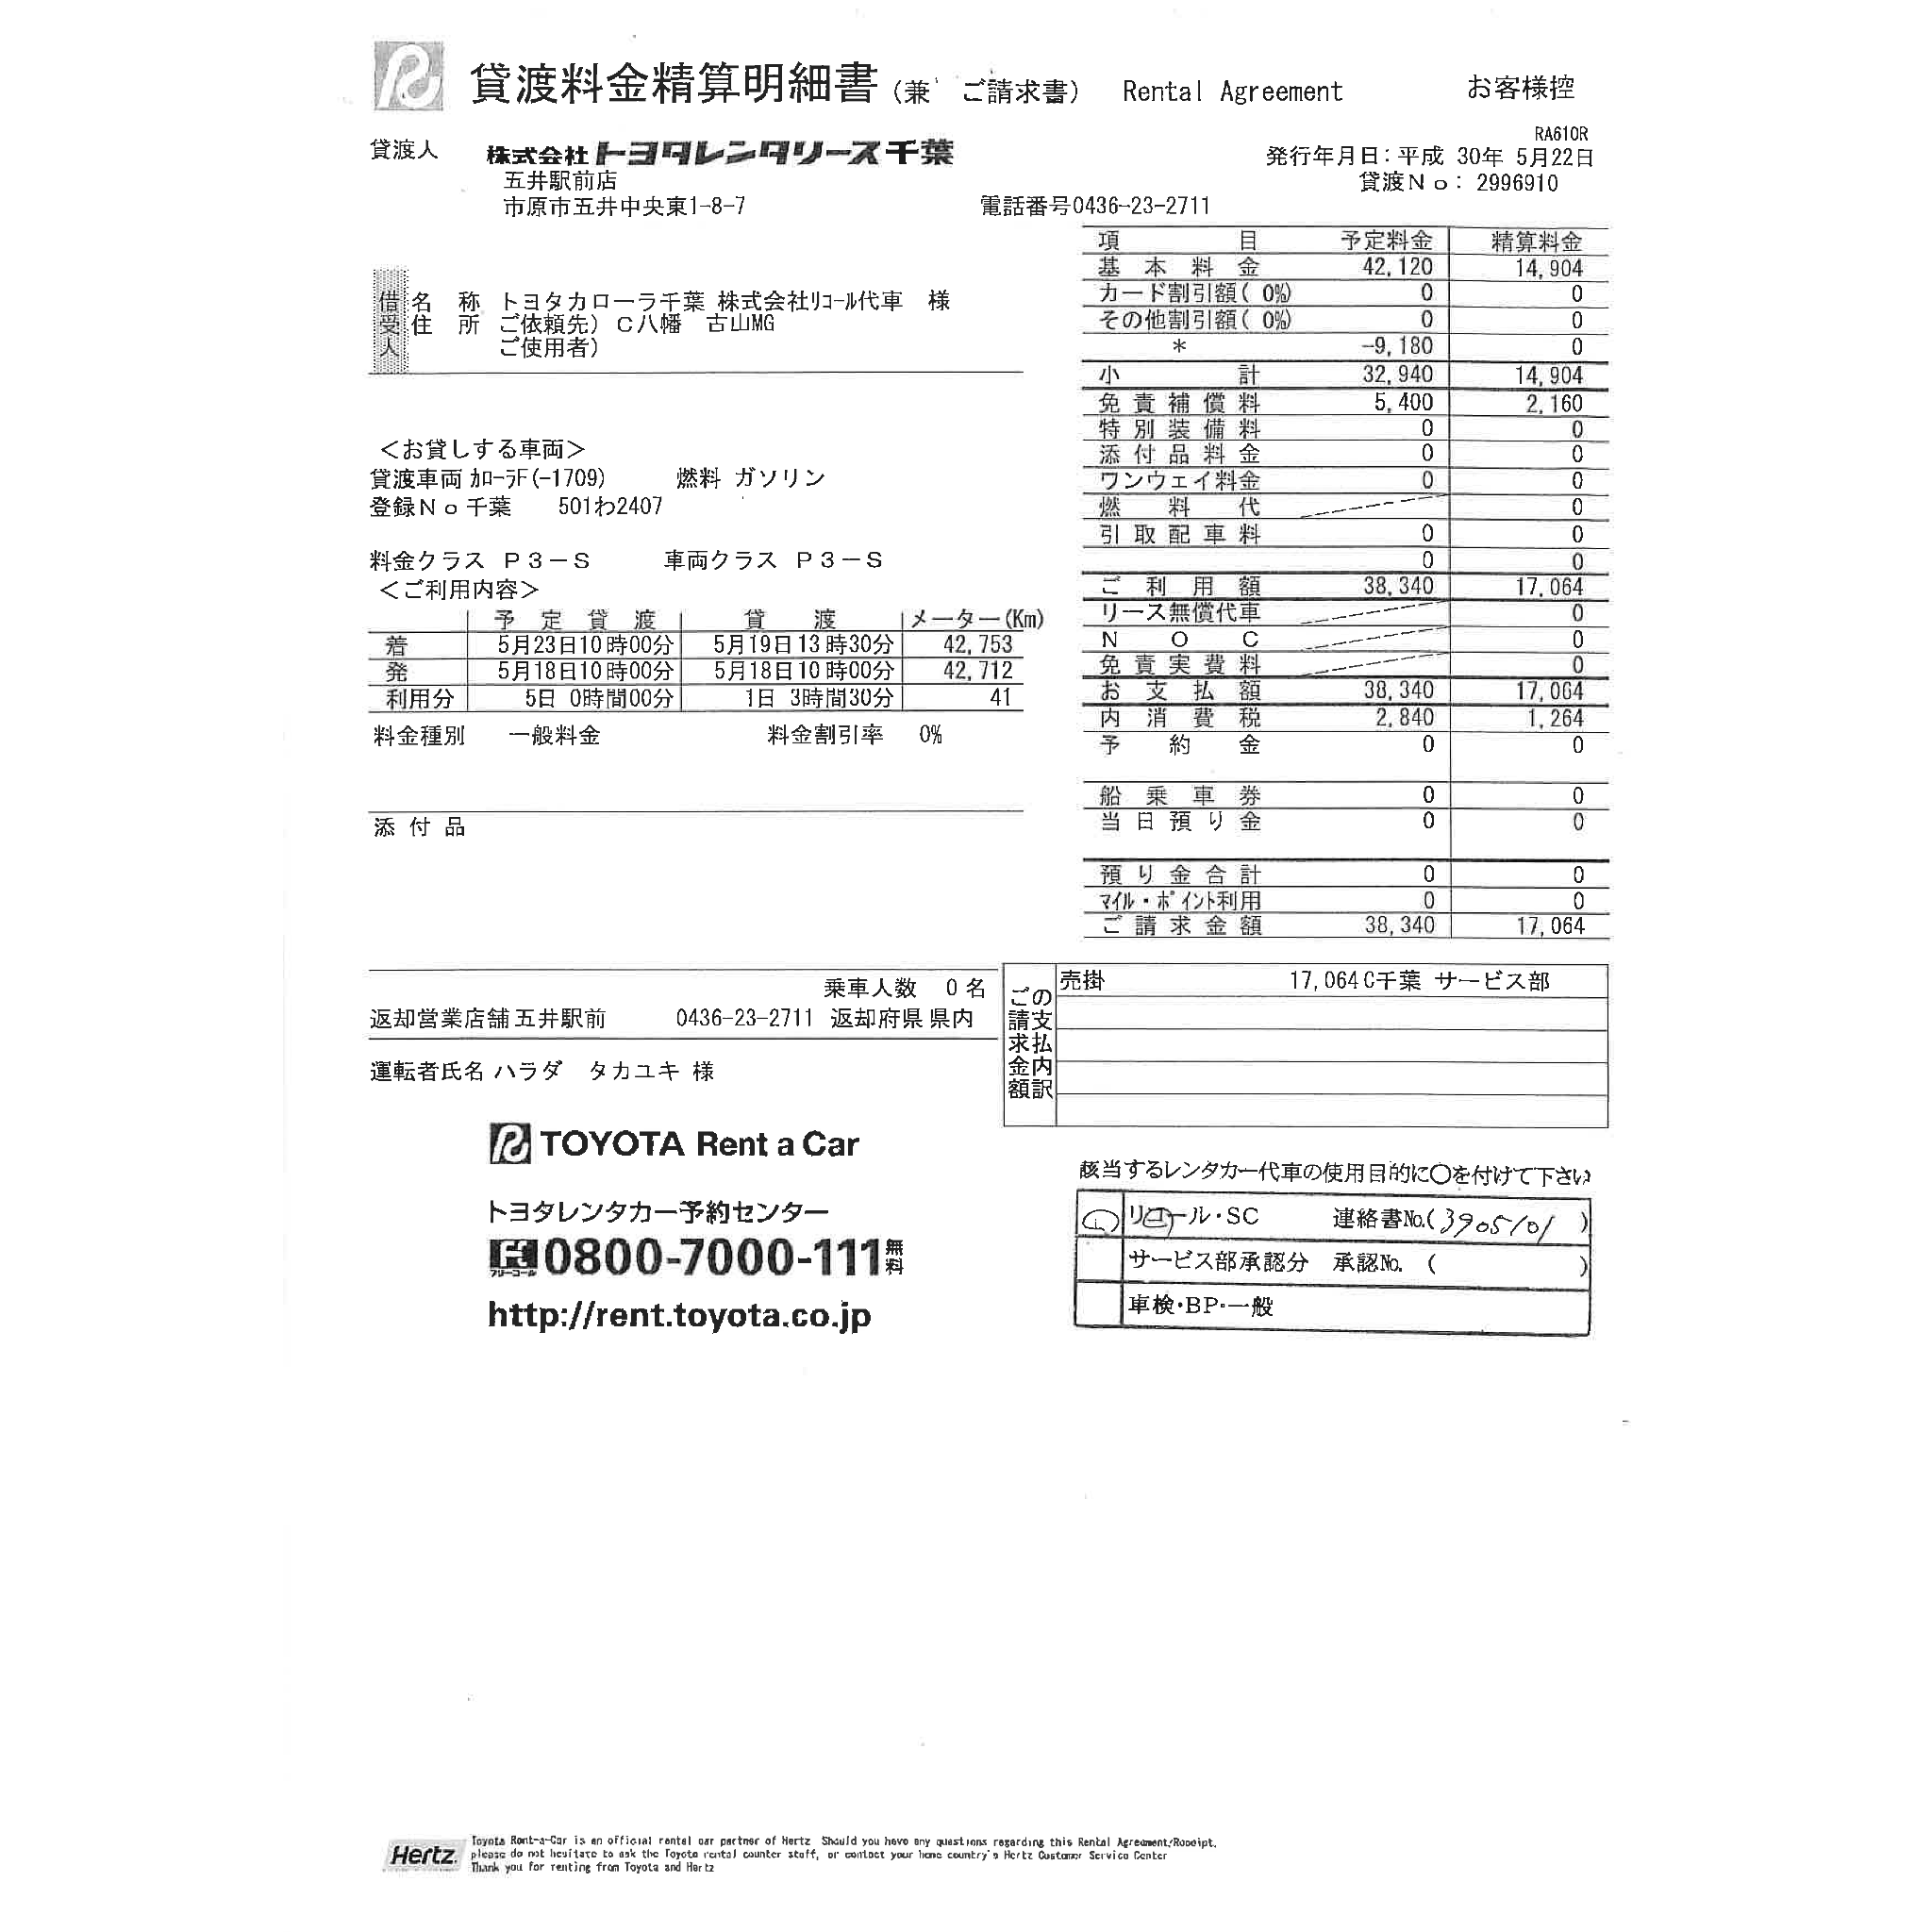 貸渡料金精算明細書 (兼 ご請求書) Rental Agreement お客様控
RA610R
貸渡人 株式会社トヨタレンタリース千葉
発行年月日:平成 30年 5月22日
五井駅前店
貸渡No: 2996910
市原市五井中央東1-8-7 電話番号0436-23-2711
借受人
名 称 トヨタカローラ千葉 株式会社ﾘｺｰﾙ代車 様
住 所 ご依頼先) C八幡 古山MG
ご使用者)
<お貸しする車両>
貸渡車両 ｶﾛｰﾗF(-1709) 燃料 ガソリン
登録No 千葉 501わ2407
料金クラス P3-S 車両クラス P3-S
<ご利用内容>
予定貸渡 貸渡 メーター(Km)
着 5月23日10時00分 5月19日13時30分 42,753
発 5月18日10時00分 5月18日10時00分 42,712
利用分 5日 0時間00分 1日 3時間30分 41
料金種別 一般料金 料金割引率 0%
添付品
項目 予定料金 精算料金
基本料金 42,120 14,904
カード割引額( 0%) 0 0
その他割引額( 0%) 0 0
* -9,180 0
小計 32,940 14,904
免責補償料 5,400 2,160
特別装備料 0 0
添付品料金 0 0
ワンウェイ料金 0 0
燃料代 0
引取配車料 0 0
0 0
ご利用額 38,340 17,064
リース無償代車 0
NOC 0
免責実費料 0
お支払額 38,340 17,064
内消費税 2,840 1,264
予約金 0 0
船乗車券 0 0
当日預り金 0 0
預り金合計 0 0
ﾏｲﾙ・ﾎﾟｲﾝﾄ利用 0 0
ご請求金額 38,340 17,064
乗車人数 0 名
返却営業店舗 五井駅前 0436-23-2711 返却府県 県内
運転者氏名 ハラダ タカユキ 様
ご請求金額の支払内訳
売掛 17,064 C千葉 サービス部
TOYOTA Rent a Car
トヨタレンタカー予約センター
フリーコール 0800-7000-111 無料
http://rent.toyota.co.jp
該当するレンタカー代車の使用目的に〇を付けて下さい
リコール・SC 連絡書No.(3905101)
サービス部承認分 承認No. ( )
車検・BP・一般
Hertz.
Toyota Rent-a-Car is an official rental car partner of Hertz Should you have any questions regarding this Rental Agreement/Receipt,
please do not hesitate to ask the Toyota rental counter staff, or contact your home country's Hertz Customer Service Center
Thank you for renting from Toyota and Hertz